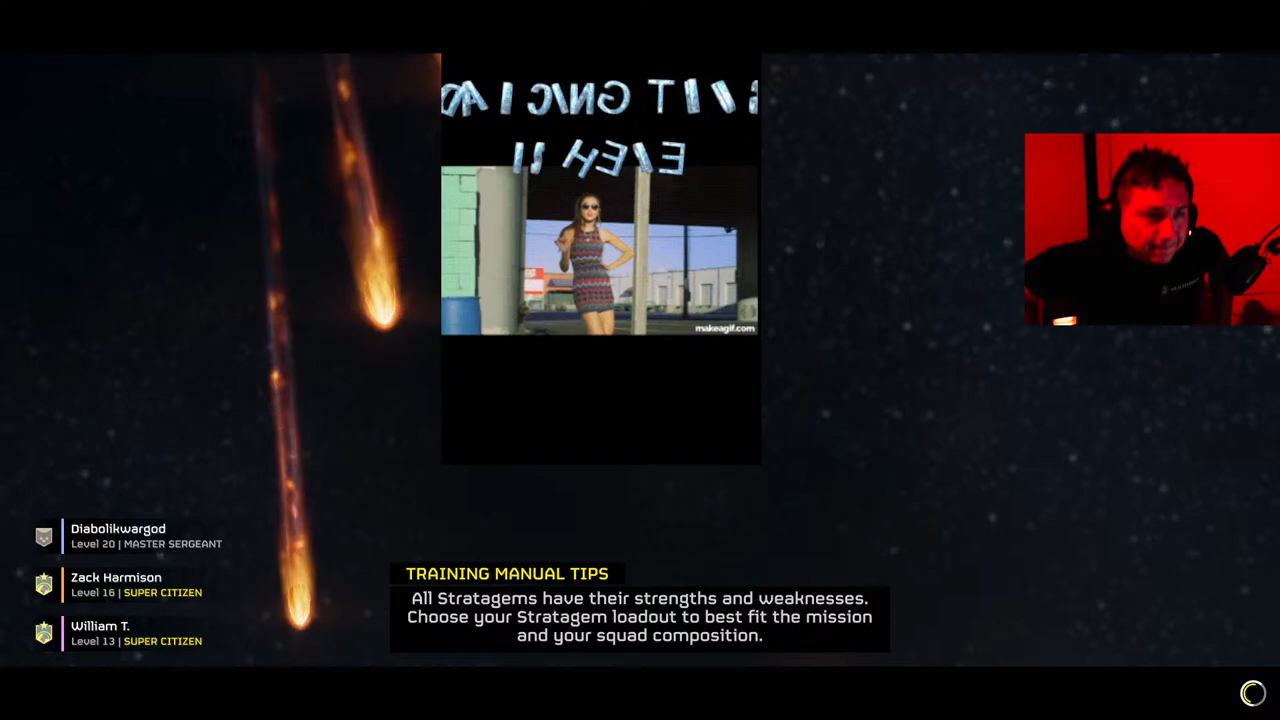 makeagif.com
Diabolikwargod
Level 20 | MASTER SERGEANT
Zack Harmison
Level 16 | SUPER CITIZEN
William T.
Level 13 | SUPER CITIZEN
TRAINING MANUAL TIPS
All Stratagems have their strengths and weaknesses.
Choose your Stratagem loadout to best fit the mission
and your squad composition.